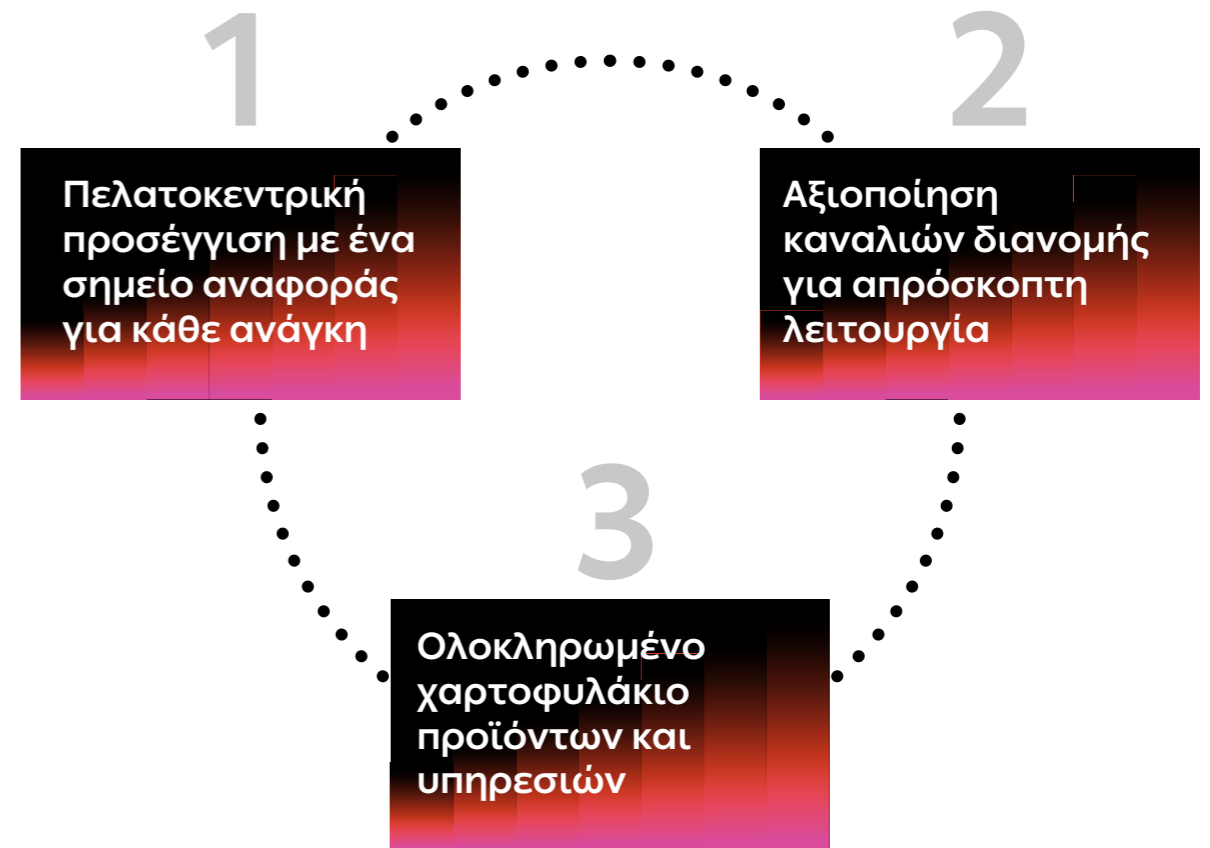 1
Πελατοκεντρική
προσέγγιση με ένα
σημείο αναφοράς
για κάθε ανάγκη
2
Αξιοποίηση
καναλιών διανομής
για απρόσκοπτη
λειτουργία
3
Ολοκληρωμένο
χαρτοφυλάκιο
προϊόντων και
υπηρεσιών